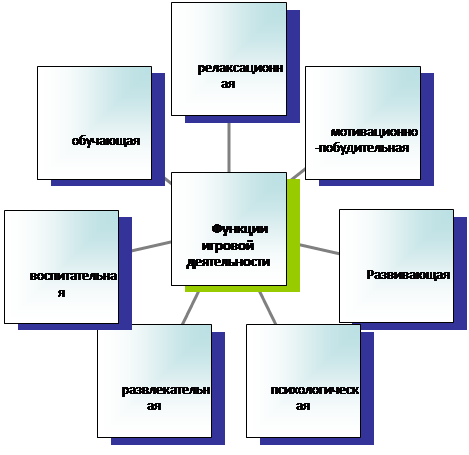 релаксационн
ая
мотивационно
-побудительная
обучающая
Функции
игровой
деятельности
Развивающая
воспитательна
я
развлекательн
ая
психологическ
ая